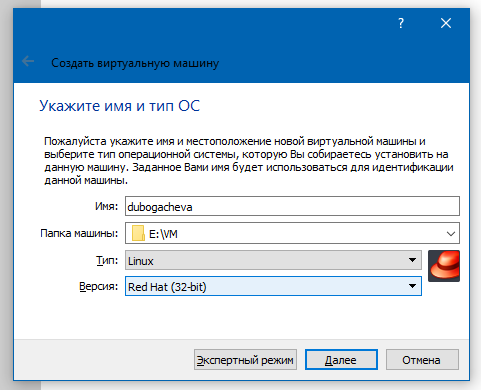 ?
Создать виртуальную машину
Укажите имя и тип ОС
Пожалуйста укажите имя и местоположение новой виртуальной машины и
выберите тип операционной системы, которую Вы собираетесь установить на
данную машину. Заданное Вами имя будет использоваться для идентификации
данной машины.
Имя: dubogacheva
Папка машины: E:\VM
Тип: Linux
Версия: Red Hat (32-bit)
Экспертный режим Далее Отмена